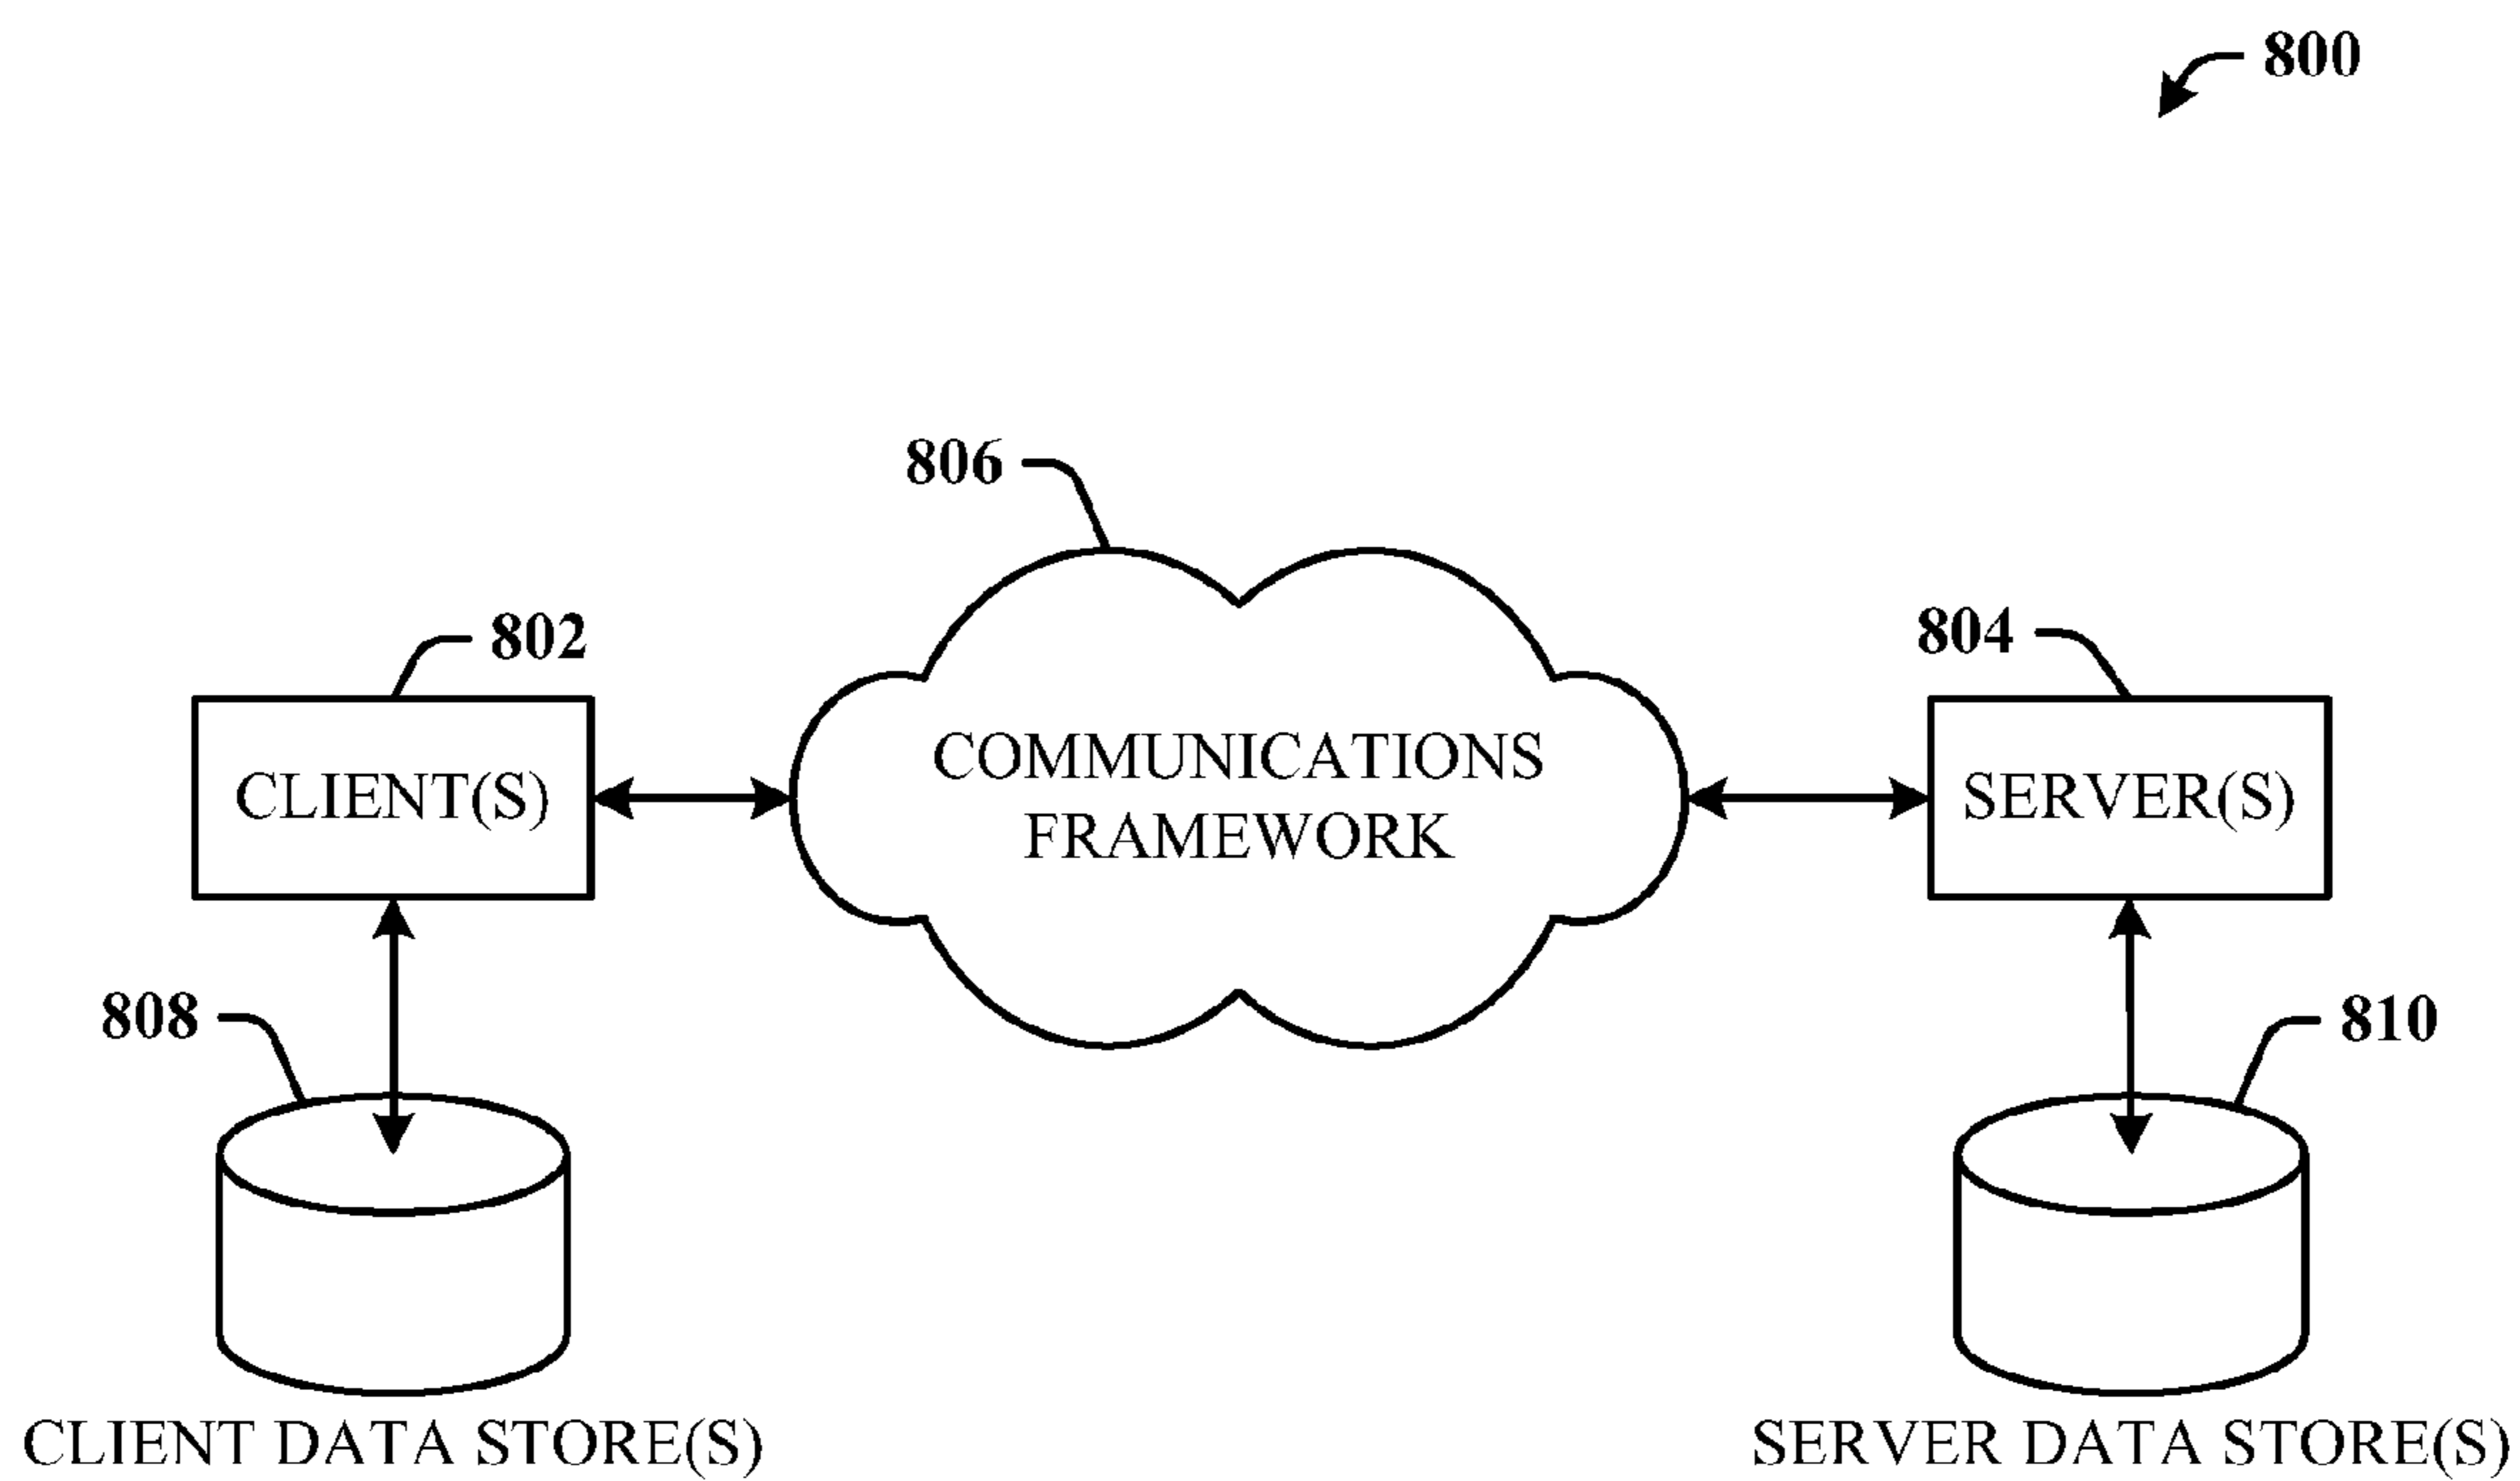 800
806
802
804
CLIENT(S)
COMMUNICATIONS
FRAMEWORK
SERVER(S)
808
810
CLIENT DATA STORE(S)
SERVER DATA STORE(S)